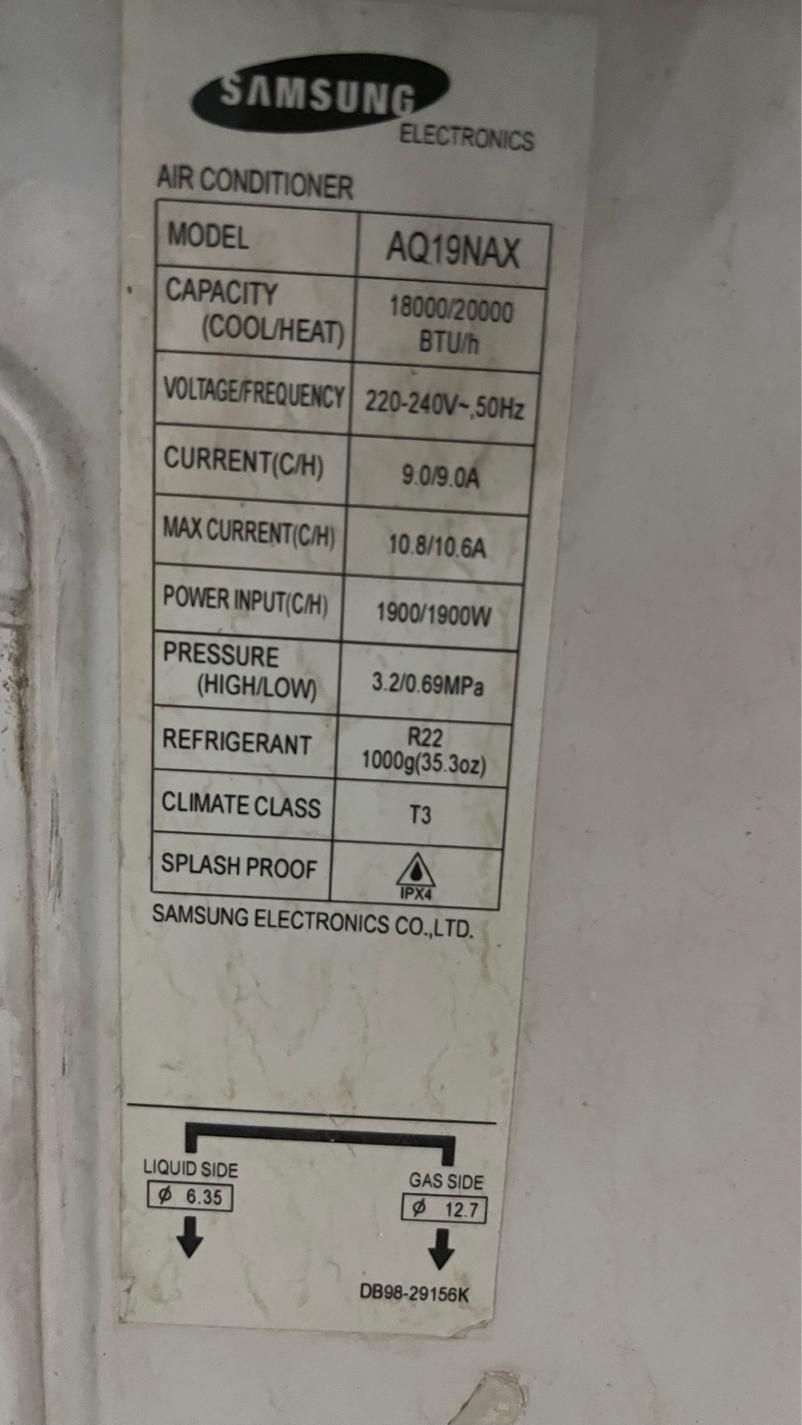 SAMSUNG
ELECTRONICS
AIR CONDITIONER
MODEL AQ19NAX
CAPACITY
(COOL/HEAT)
18000/20000
BTU/h
VOLTAGE/FREQUENCY 220-240V~,50Hz
CURRENT(C/H) 9.0/9.0A
MAX CURRENT(C/H) 10.8/10.6A
POWER INPUT(C/H) 1900/1900W
PRESSURE
(HIGH/LOW)
3.2/0.69MPa
REFRIGERANT
R22
1000g(35.3oz)
CLIMATE CLASS T3
SPLASH PROOF IPX4
SAMSUNG ELECTRONICS CO.,LTD.
LIQUID SIDE
Ø 6.35
GAS SIDE
Ø 12.7
DB98-29156K